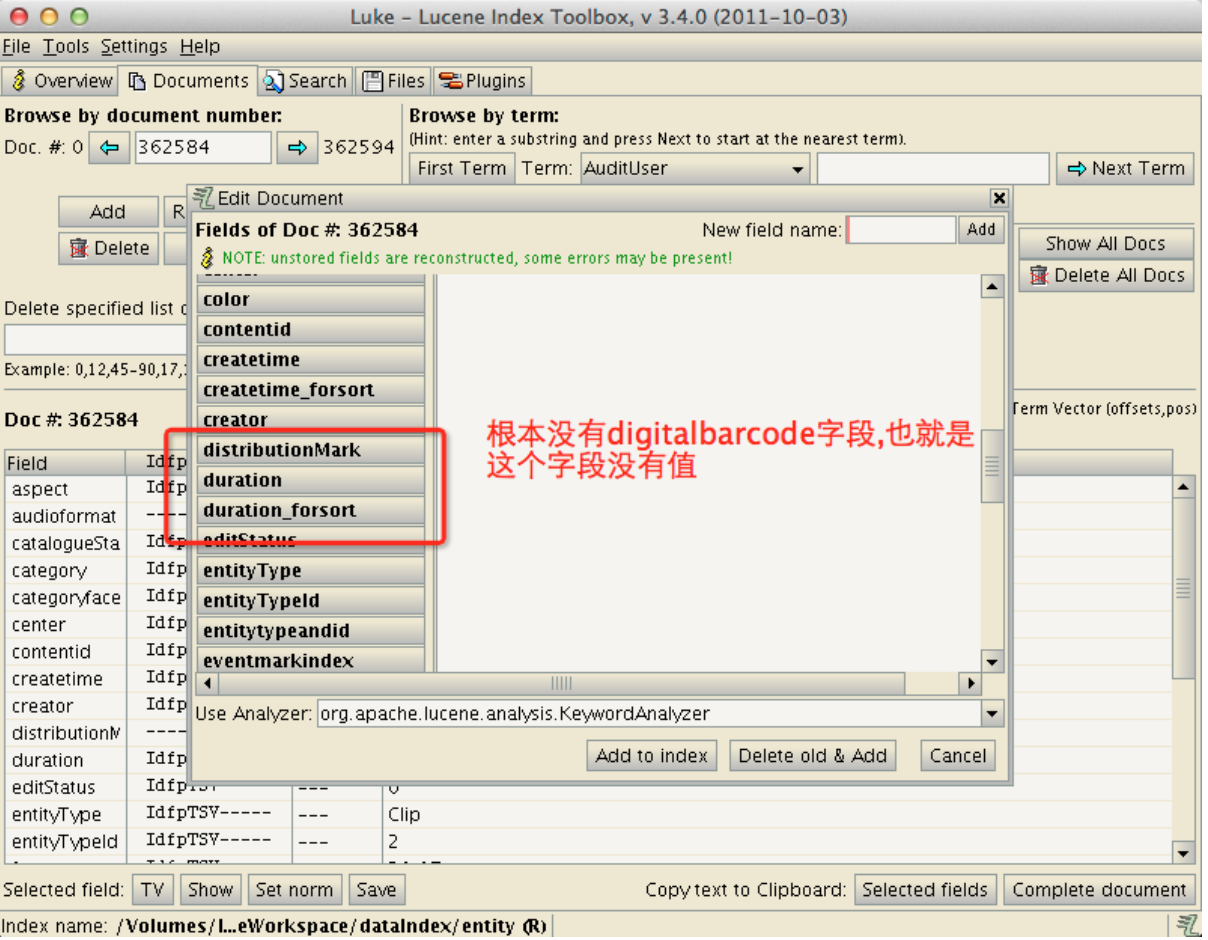 Luke – Lucene Index Toolbox, v 3.4.0 (2011-10-03)
File Tools Settings Help
Overview Documents Search Files Plugins
Browse by document number:
Doc. #: 0 362584 362594
Browse by term:
(Hint: enter a substring and press Next to start at the nearest term).
First Term Term: AuditUser Next Term
Add R
Delete
Show All Docs
Delete All Docs
Delete specified list
Example: 0,12,45-90,17,
Doc #: 362584
Term Vector (offsets,pos)
Edit Document
Fields of Doc #: 362584 New field name: Add
NOTE: unstored fields are reconstructed, some errors may be present!
color
contentid
createtime
createtime_forsort
creator
distributionMark
duration
duration_forsort
editStatus
entityType
entityTypeId
entitytypeandid
eventmarkindex
根本没有digitalbarcode字段,也就是
这个字段没有值
Use Analyzer: org.apache.lucene.analysis.KeywordAnalyzer
Add to index Delete old & Add Cancel
Field Idfp
aspect Idfp
audioformat ----
catalogueSta Idfp
category Idfp
categoryface Idfp
center Idfp
contentid Idfp
createtime Idfp
creator Idfp
distributionM ----
duration Idfp
editStatus IdfpTSV --- 0
entityType IdfpTSV----- --- Clip
entityTypeId IdfpTSV----- --- 2
Selected field: TV Show Set norm Save Copy text to Clipboard: Selected fields Complete document
Index name: /Volumes/l...eWorkspace/dataIndex/entity (R)